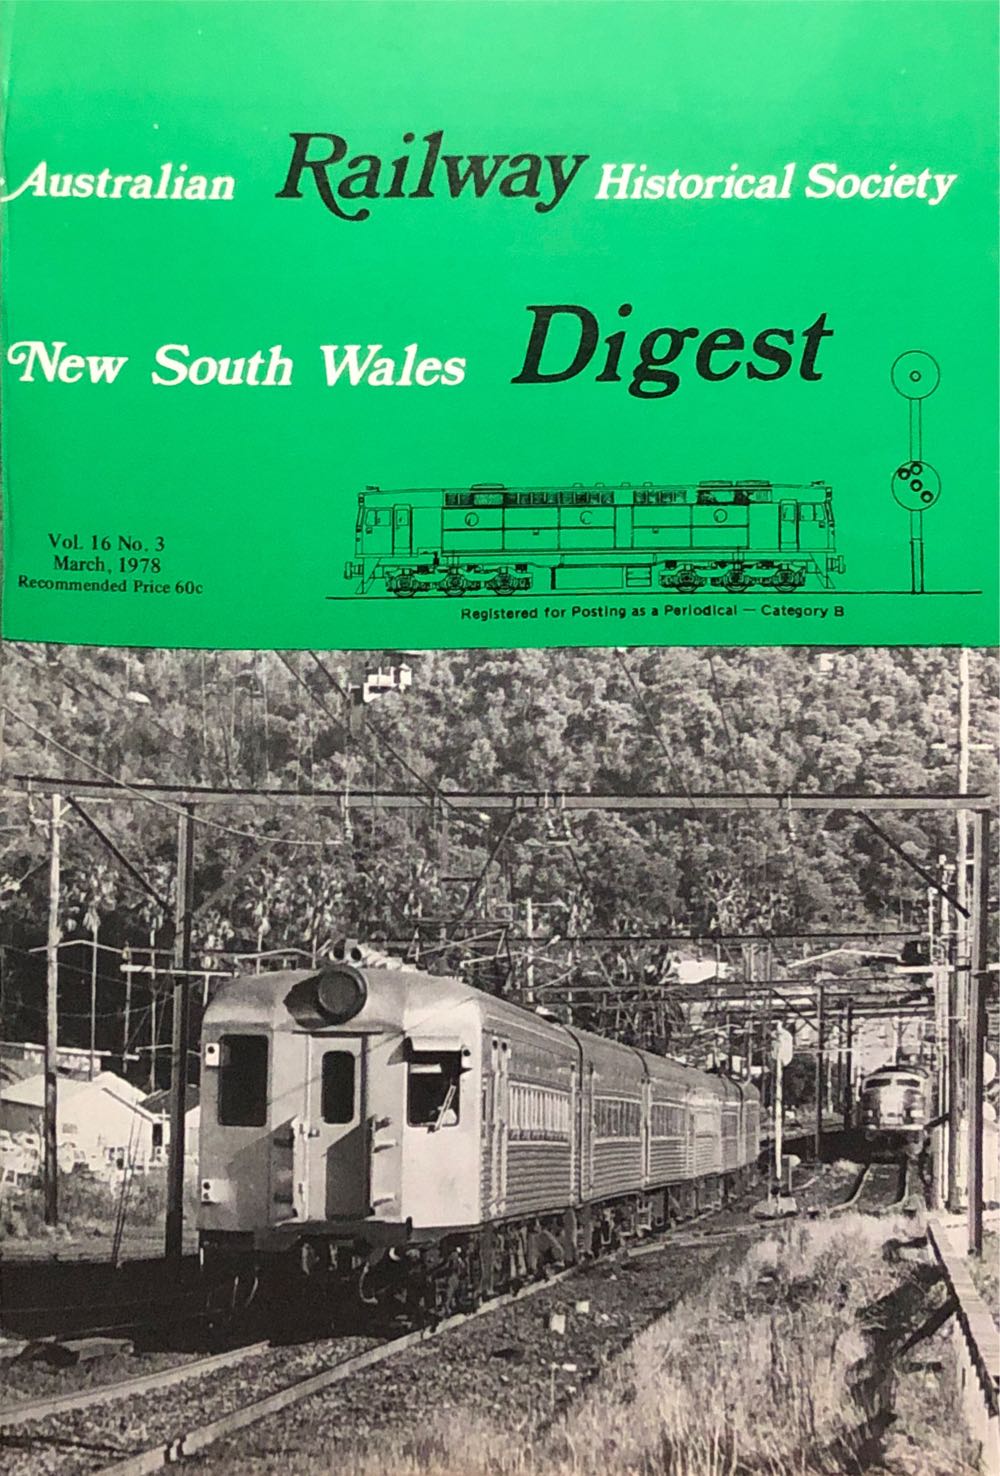 Australian Railway Historical Society
New South Wales Digest
Vol. 16 No. 3
March, 1978
Recommended Price 60c
Registered for Posting as a Periodical — Category B